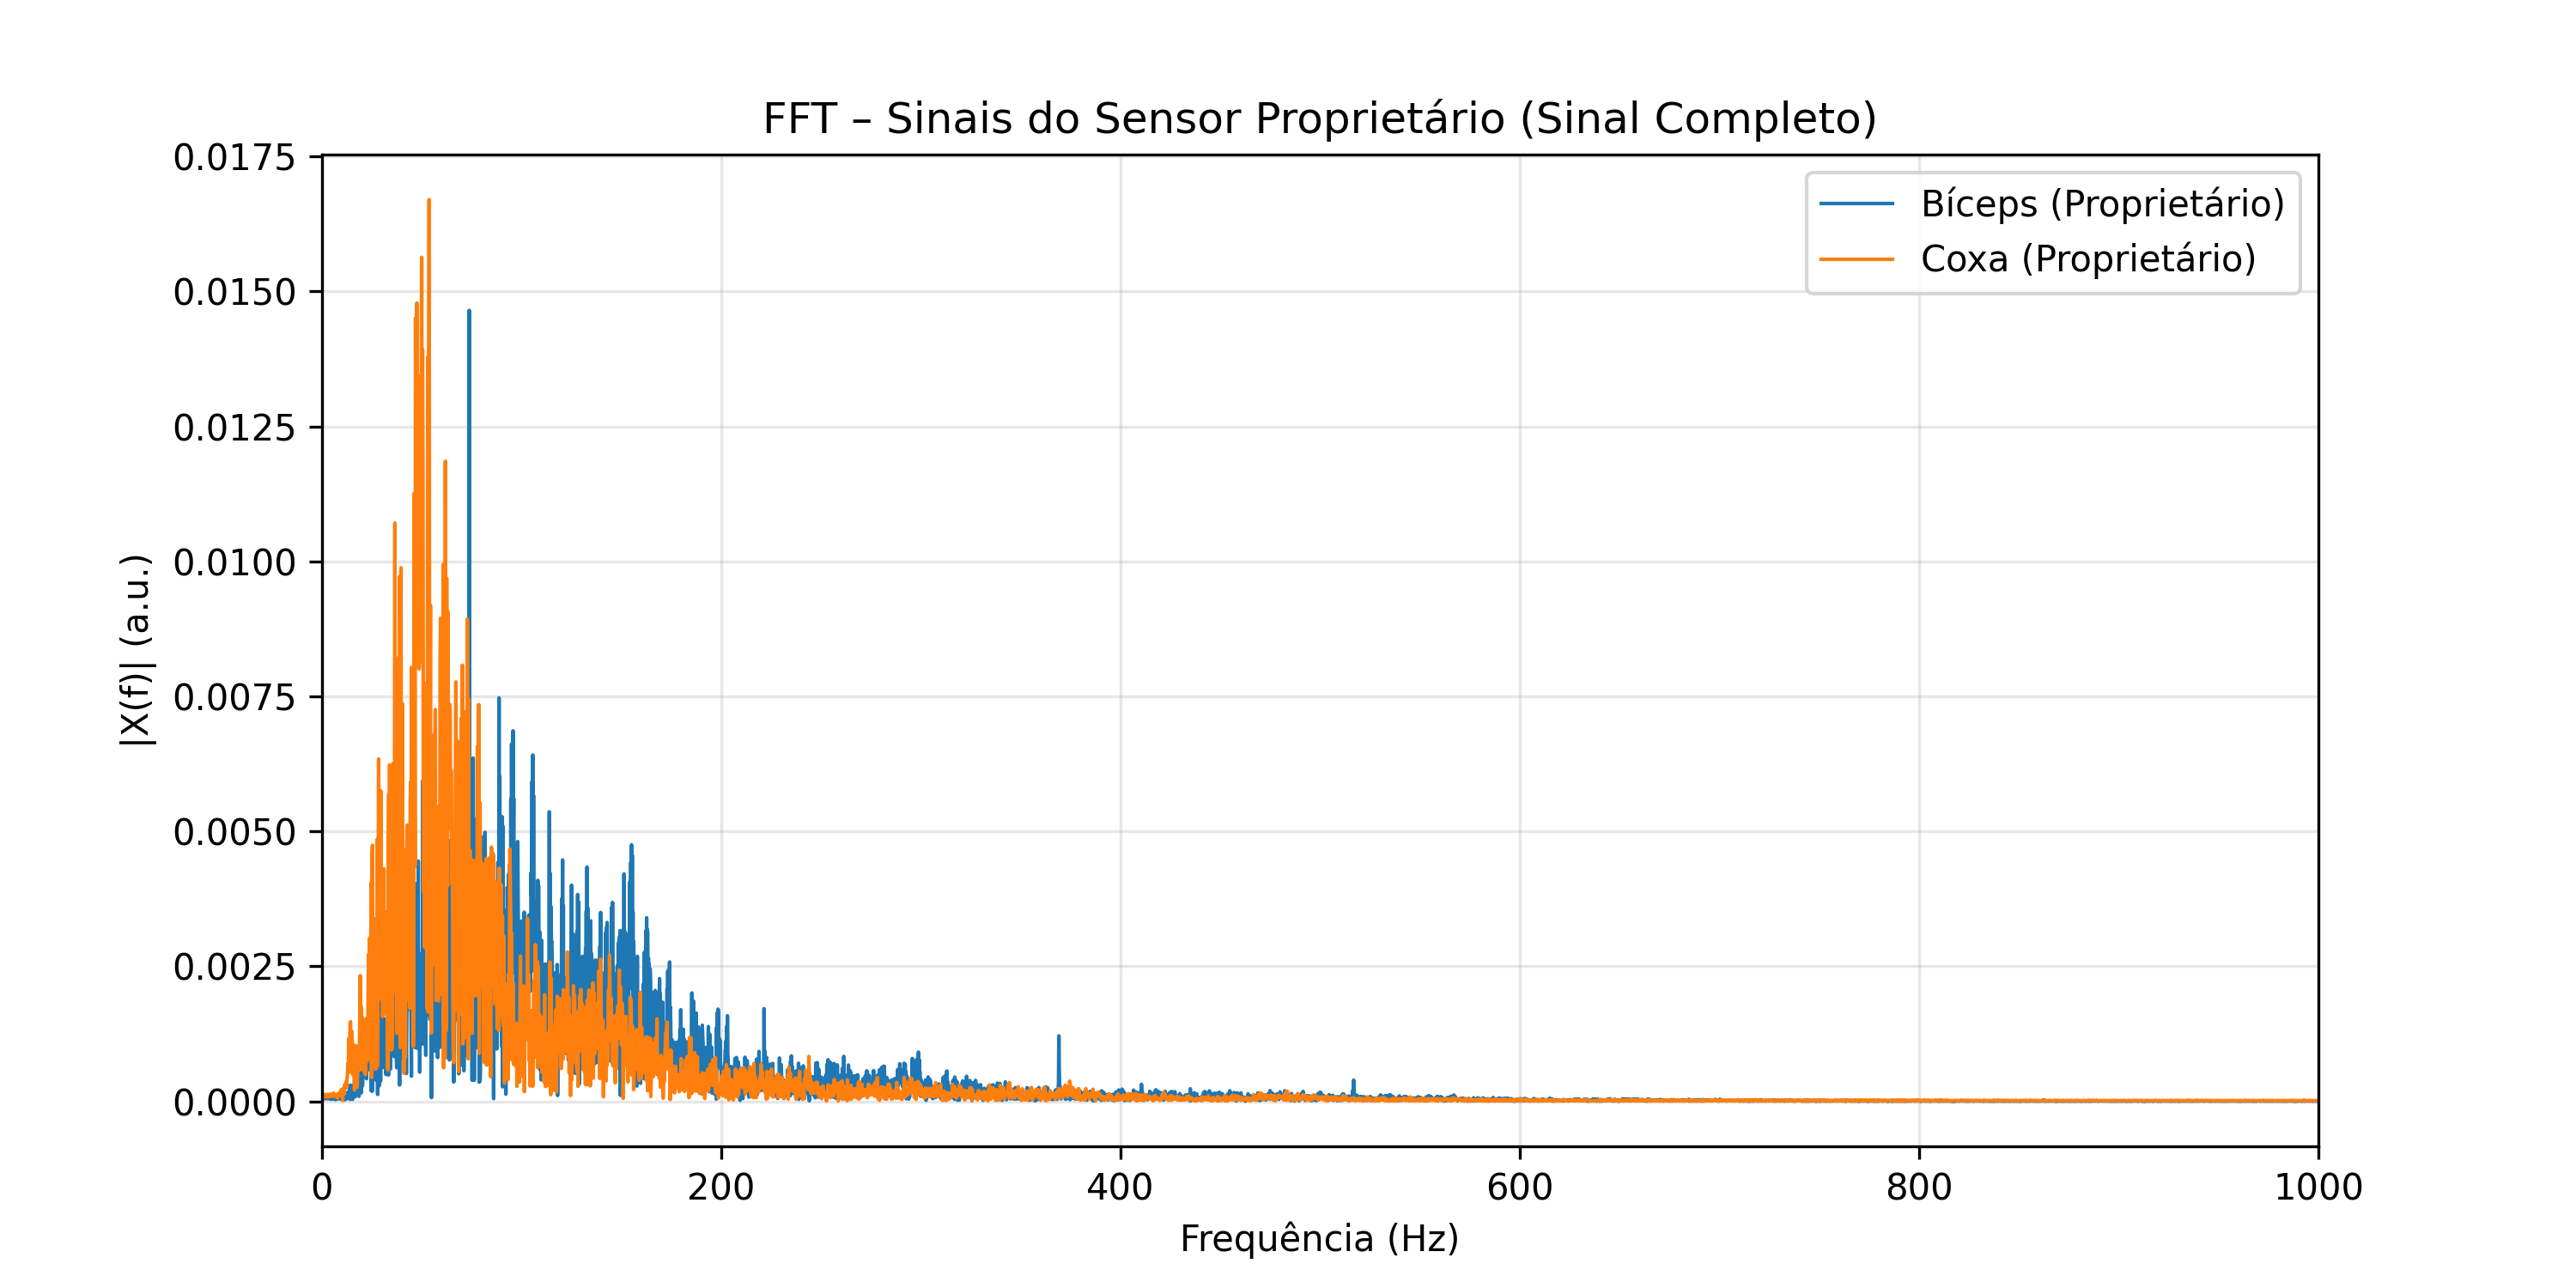 FFT – Sinais do Sensor Proprietário (Sinal Completo)
0.0175
0.0150
0.0125
0.0100
0.0075
0.0050
0.0025
0.0000
|X(f)| (a.u.)
Bíceps (Proprietário)
Coxa (Proprietário)
0 200 400 600 800 1000
Frequência (Hz)